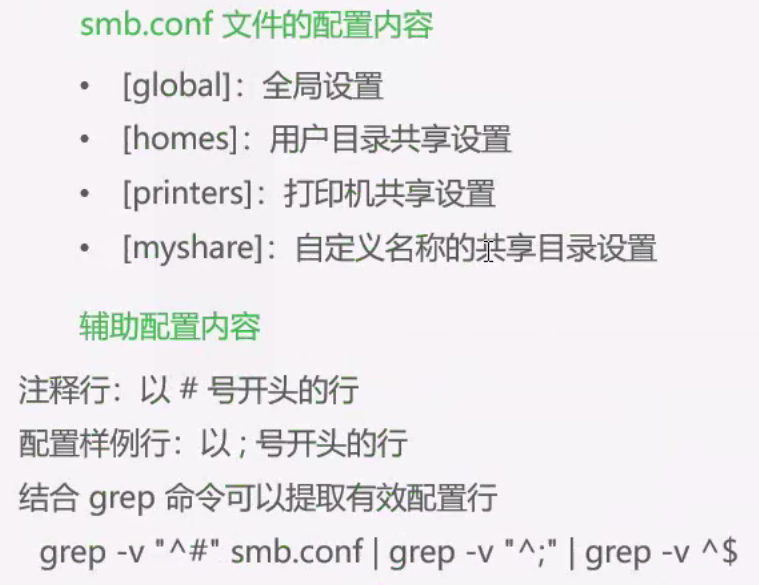 smb.conf 文件的配置内容
• [global]：全局设置
• [homes]：用户目录共享设置
• [printers]：打印机共享设置
• [myshare]：自定义名称的共享目录设置
辅助配置内容
注释行：以 # 号开头的行
配置样例行：以 ; 号开头的行
结合 grep 命令可以提取有效配置行
grep -v "^#" smb.conf | grep -v "^;" | grep -v ^$